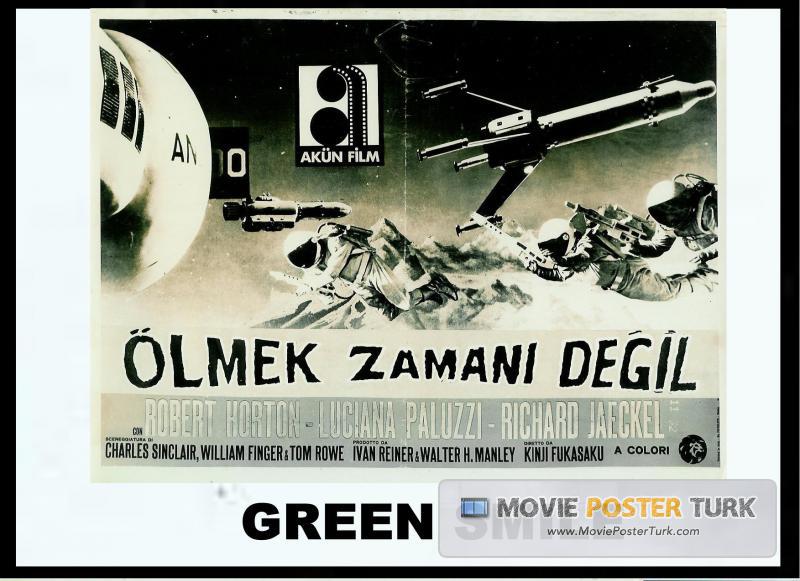 AN
0
AKÜN FİLM
ÖLMEK ZAMANI DEĞİL
CON ROBERT HORTON - LUCIANA PALUZZI - RICHARD JAECKEL
SCENEGGIATURA DI CHARLES SINCLAIR, WILLIAM FINGER & TOM ROWE PRODOTTO DA IVAN REINER & WALTER H. MANLEY DIRETTO DA KINJI FUKASAKU A COLORI
GREEN
MOVIE POSTER TURK
www.MoviePosterTurk.com